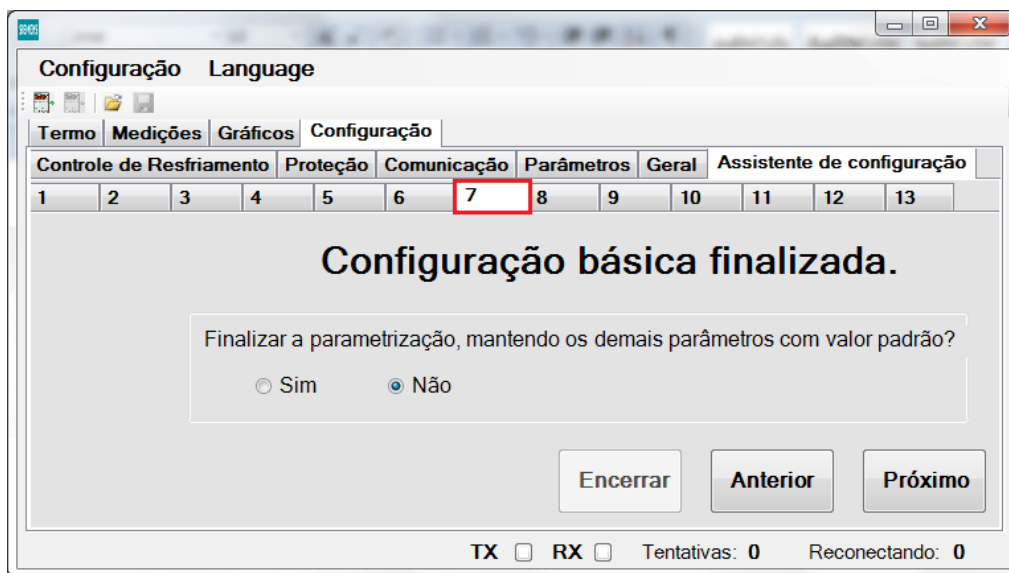 SIEMENS
Configuração Language
Termo Medições Gráficos Configuração
Controle de Resfriamento Proteção Comunicação Parâmetros Geral Assistente de configuração
1 2 3 4 5 6 7 8 9 10 11 12 13
Configuração básica finalizada.
Finalizar a parametrização, mantendo os demais parâmetros com valor padrão?
Sim Não
Encerrar Anterior Próximo
TX RX Tentativas: 0 Reconectando: 0